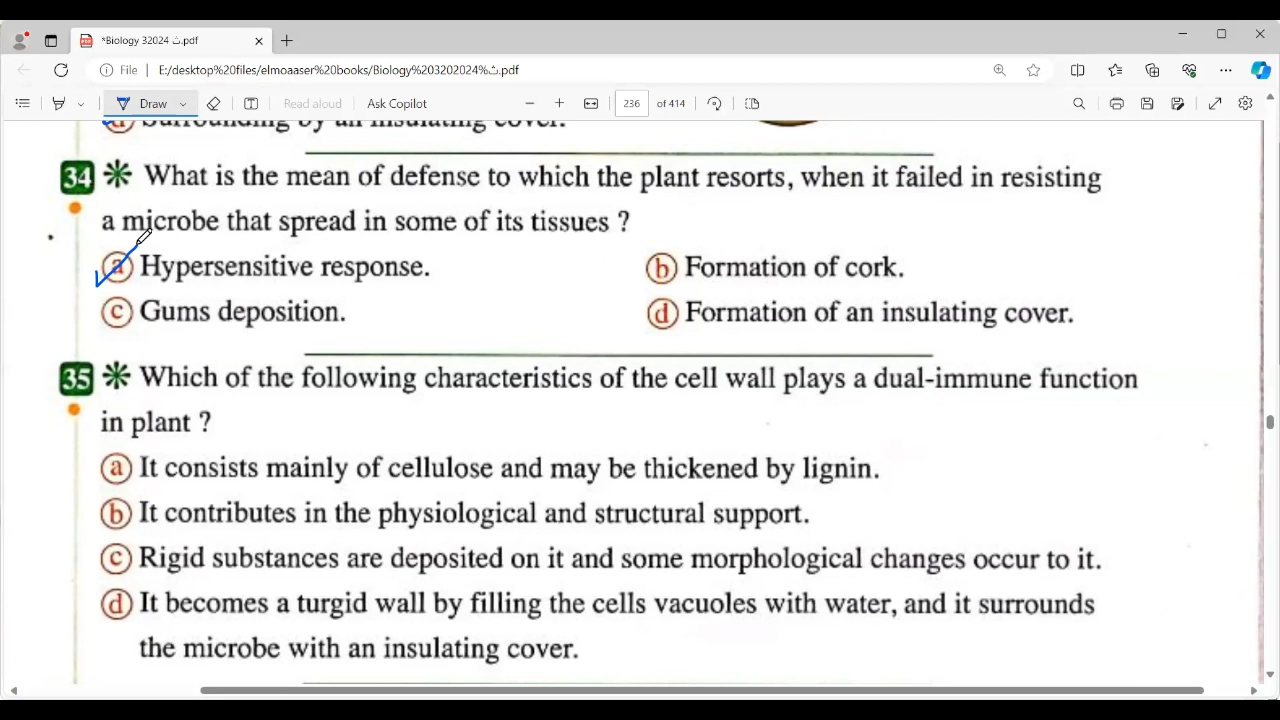 *Biology 32024 ث.pdf
File E:/desktop%20files/elmoaaser%20books/Biology%203202024%ث.pdf
Draw Read aloud Ask Copilot 236 of 414
Surrounding by an insulating cover.
34 What is the mean of defense to which the plant resorts, when it failed in resisting
a microbe that spread in some of its tissues ?
a Hypersensitive response. b Formation of cork.
c Gums deposition. d Formation of an insulating cover.
35 Which of the following characteristics of the cell wall plays a dual-immune function
in plant ?
a It consists mainly of cellulose and may be thickened by lignin.
b It contributes in the physiological and structural support.
c Rigid substances are deposited on it and some morphological changes occur to it.
d It becomes a turgid wall by filling the cells vacuoles with water, and it surrounds
the microbe with an insulating cover.